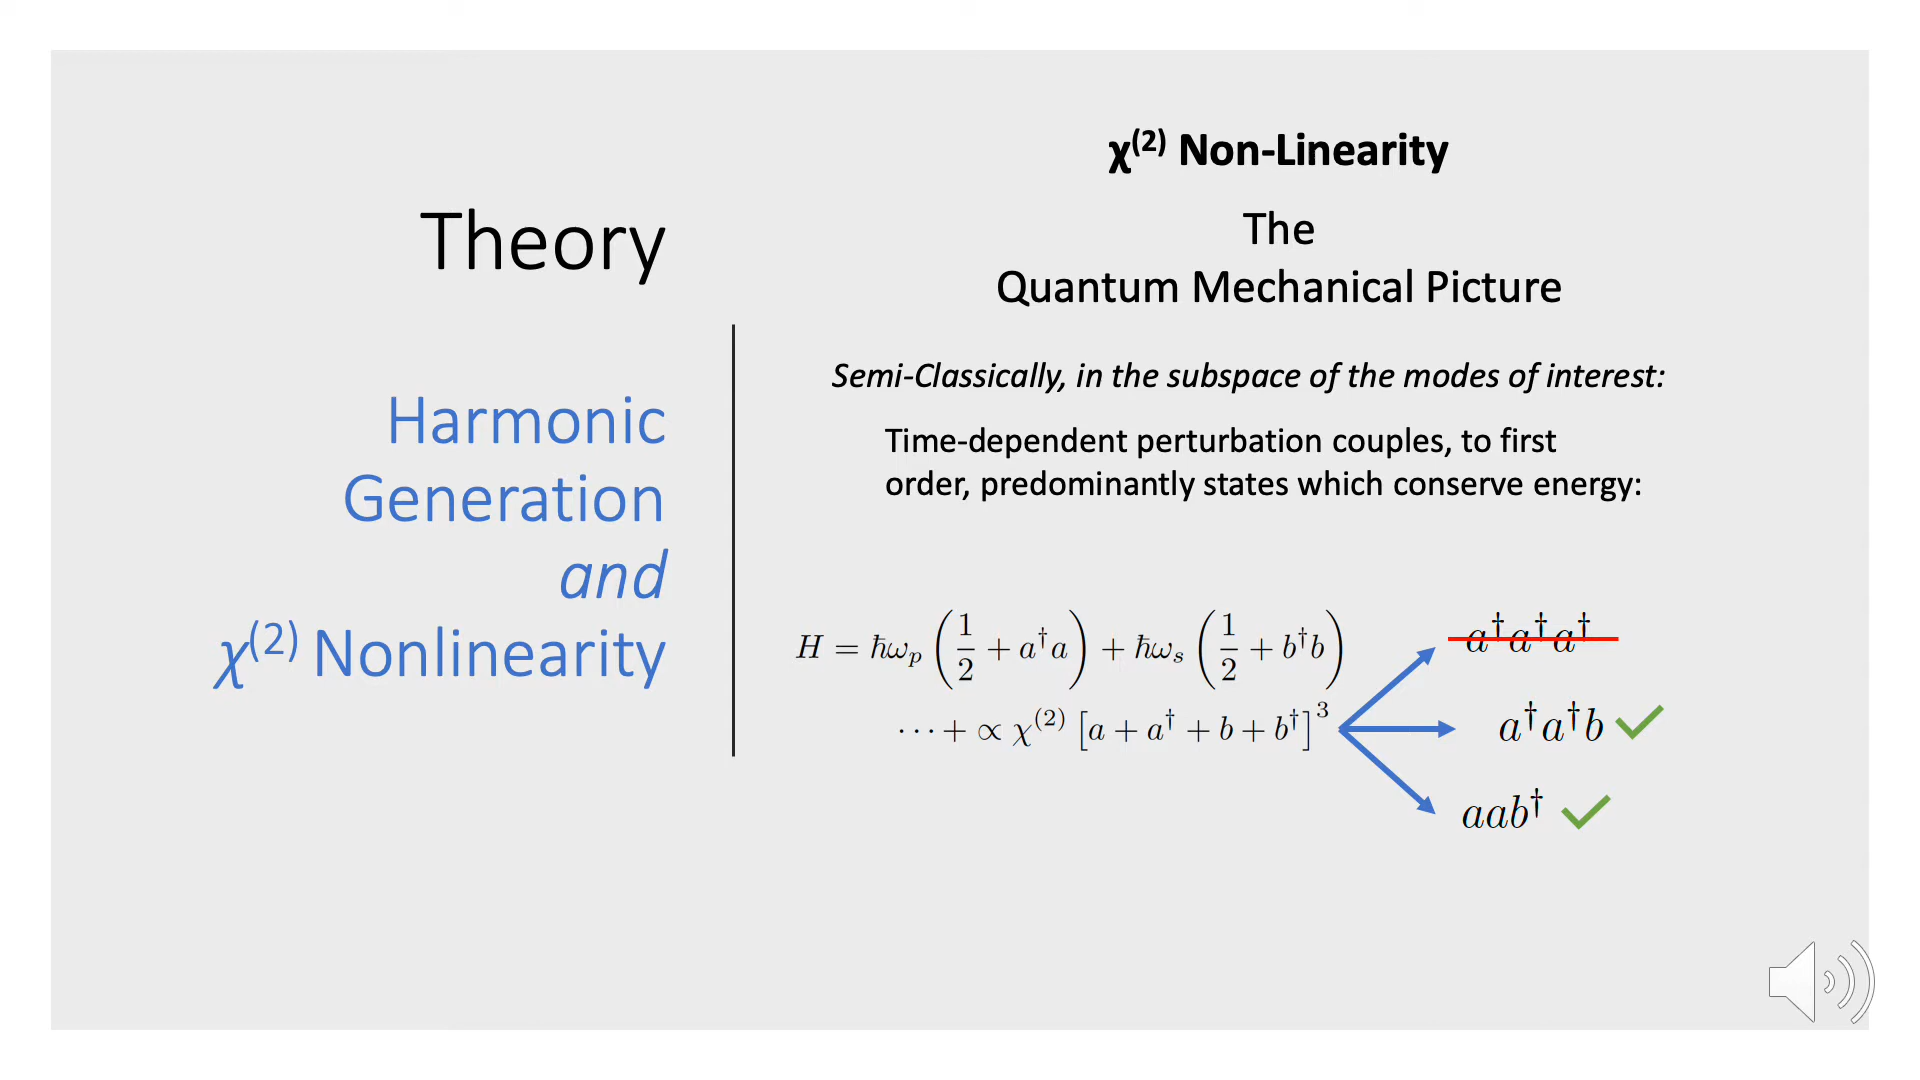 Theory
Harmonic
Generation
and
χ⁽²⁾ Nonlinearity
χ⁽²⁾ Non-Linearity
The
Quantum Mechanical Picture
Semi-Classically, in the subspace of the modes of interest:
Time-dependent perturbation couples, to first
order, predominantly states which conserve energy:
H = ħω_p (1/2 + a†a) + ħω_s (1/2 + b†b)
⋯ + ∝ χ⁽²⁾ [a + a† + b + b†]³
a†a†a†
a†a†b
aab†